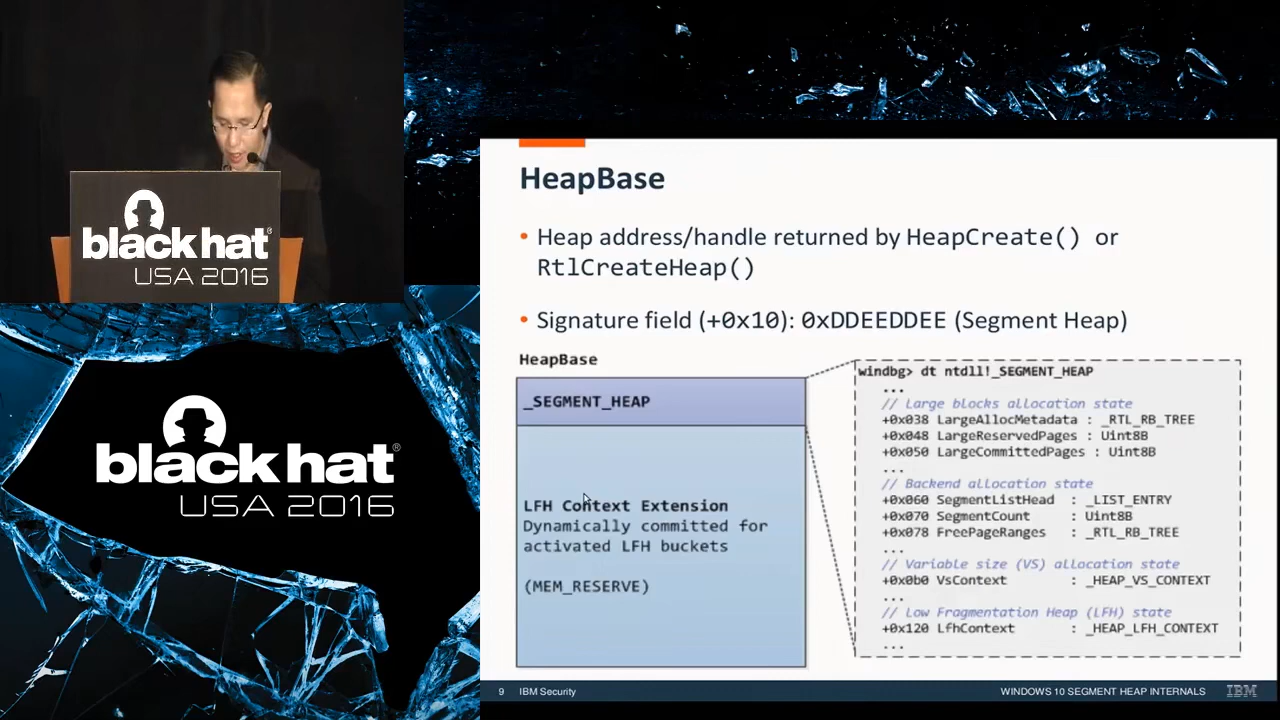 black hat®
USA 2016
black hat®
USA 2016
HeapBase
• Heap address/handle returned by HeapCreate() or
RtlCreateHeap()
• Signature field (+0x10): 0xDDEEDDEE (Segment Heap)
HeapBase
_SEGMENT_HEAP
LFH Context Extension
Dynamically committed for
activated LFH buckets
(MEM_RESERVE)
windbg> dt ntdll!_SEGMENT_HEAP
...
// Large blocks allocation state
+0x038 LargeAllocMetadata : _RTL_RB_TREE
+0x048 LargeReservedPages : Uint8B
+0x050 LargeCommittedPages : Uint8B
...
// Backend allocation state
+0x060 SegmentListHead : _LIST_ENTRY
+0x070 SegmentCount : Uint8B
+0x078 FreePageRanges : _RTL_RB_TREE
...
// Variable size (VS) allocation state
+0x0b0 VsContext : _HEAP_VS_CONTEXT
...
// Low Fragmentation Heap (LFH) state
+0x120 LfhContext : _HEAP_LFH_CONTEXT
...
9 IBM Security
WINDOWS 10 SEGMENT HEAP INTERNALS IBM